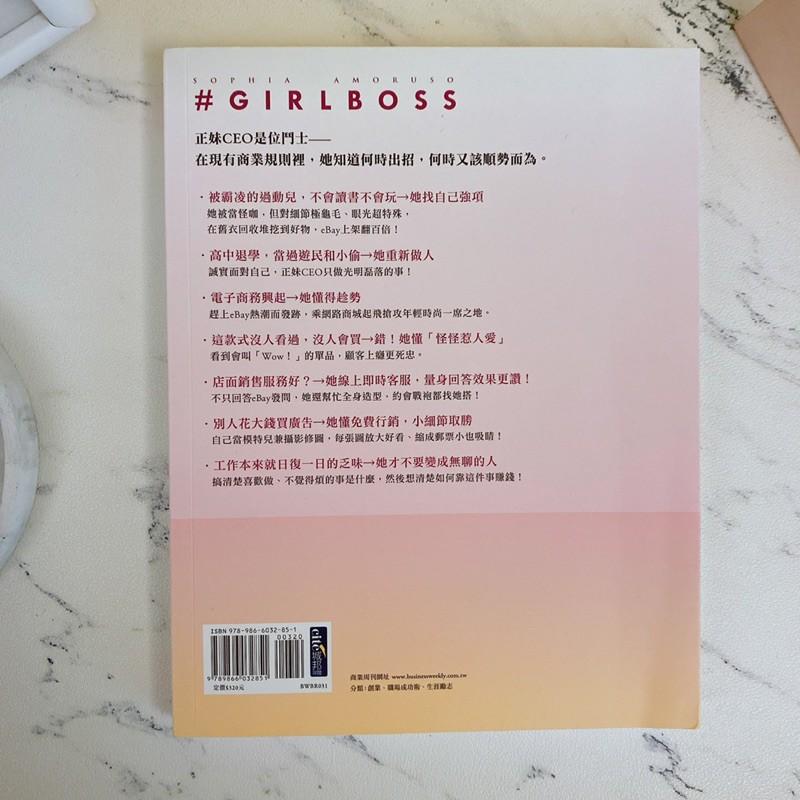 SOPHIA AMORUSO
#GIRLBOSS
正妹CEO是位鬥士——
在現有商業規則裡，她知道何時出招，何時又該順勢而為。
・被霸凌的過動兒，不會讀書不會玩→她找自己強項
她被當怪咖，但對細節極龜毛、眼光超特殊，
在舊衣回收堆挖到好物，eBay上架翻百倍！
・高中退學，當過遊民和小偷→她重新做人
誠實面對自己，正妹CEO只做光明磊落的事！
・電子商務興起→她懂得趁勢
趕上eBay熱潮而發跡，乘網路商城起飛搶攻年輕時尚一席之地。
・這款式沒人看過，沒人會買→錯！她懂「怪怪惹人愛」
看到會叫「Wow！」的單品，顧客上癮更死忠。
・店面銷售服務好？→她線上即時客服，量身回答效果更讚！
不只回答eBay發問，她還幫忙全身造型，約會戰袍都找她搭！
・別人花大錢買廣告→她懂免費行銷，小細節取勝
自己當模特兒兼攝影修圖，每張圖放大好看、縮成郵票小也吸睛！
・工作本來就日復一日的乏味→她才不要變成無聊的人
搞清楚喜歡做、不覺得煩的事是什麼，然後想清楚如何靠這件事賺錢！
ISBN 978-986-6032-85-1
00320
9789866032851
定價$320元
BWBR031
cité城邦
商業周刊網址 www.businessweekly.com.tw
分類：創業、職場成功術、生涯勵志